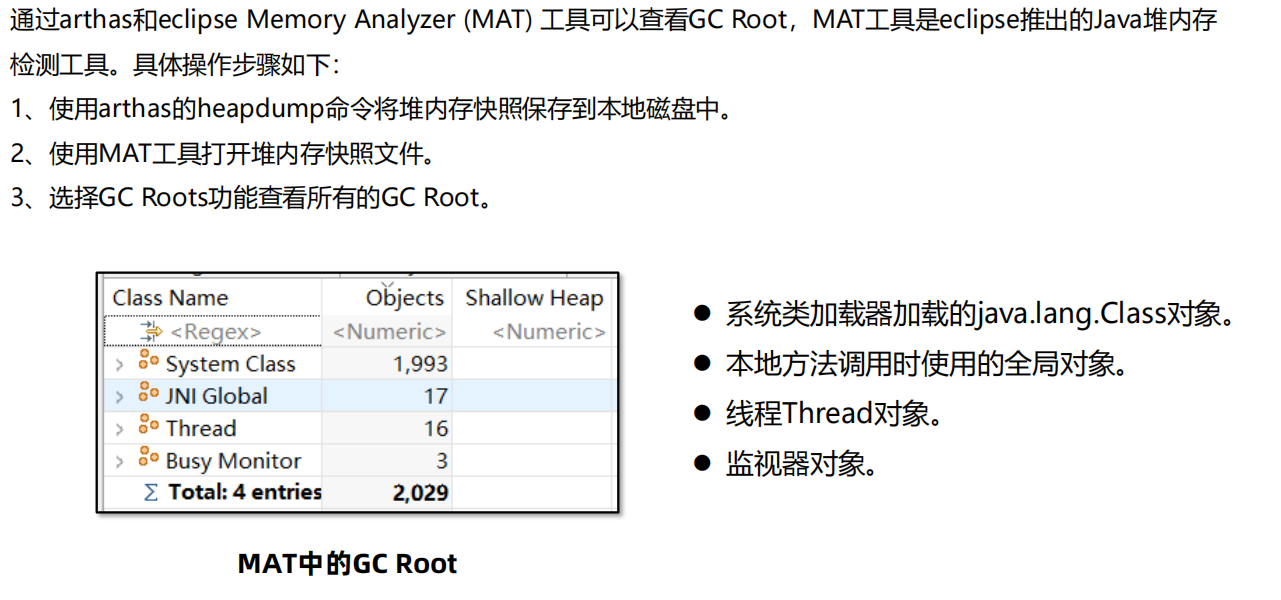 通过arthas和eclipse Memory Analyzer (MAT) 工具可以查看GC Root，MAT工具是eclipse推出的Java堆内存
检测工具。具体操作步骤如下：
1、使用arthas的heapdump命令将堆内存快照保存到本地磁盘中。
2、使用MAT工具打开堆内存快照文件。
3、选择GC Roots功能查看所有的GC Root。
Class Name Objects Shallow Heap
<Regex> <Numeric> <Numeric>
System Class 1,993
JNI Global 17
Thread 16
Busy Monitor 3
Σ Total: 4 entries 2,029
MAT中的GC Root
● 系统类加载器加载的java.lang.Class对象。
● 本地方法调用时使用的全局对象。
● 线程Thread对象。
● 监视器对象。